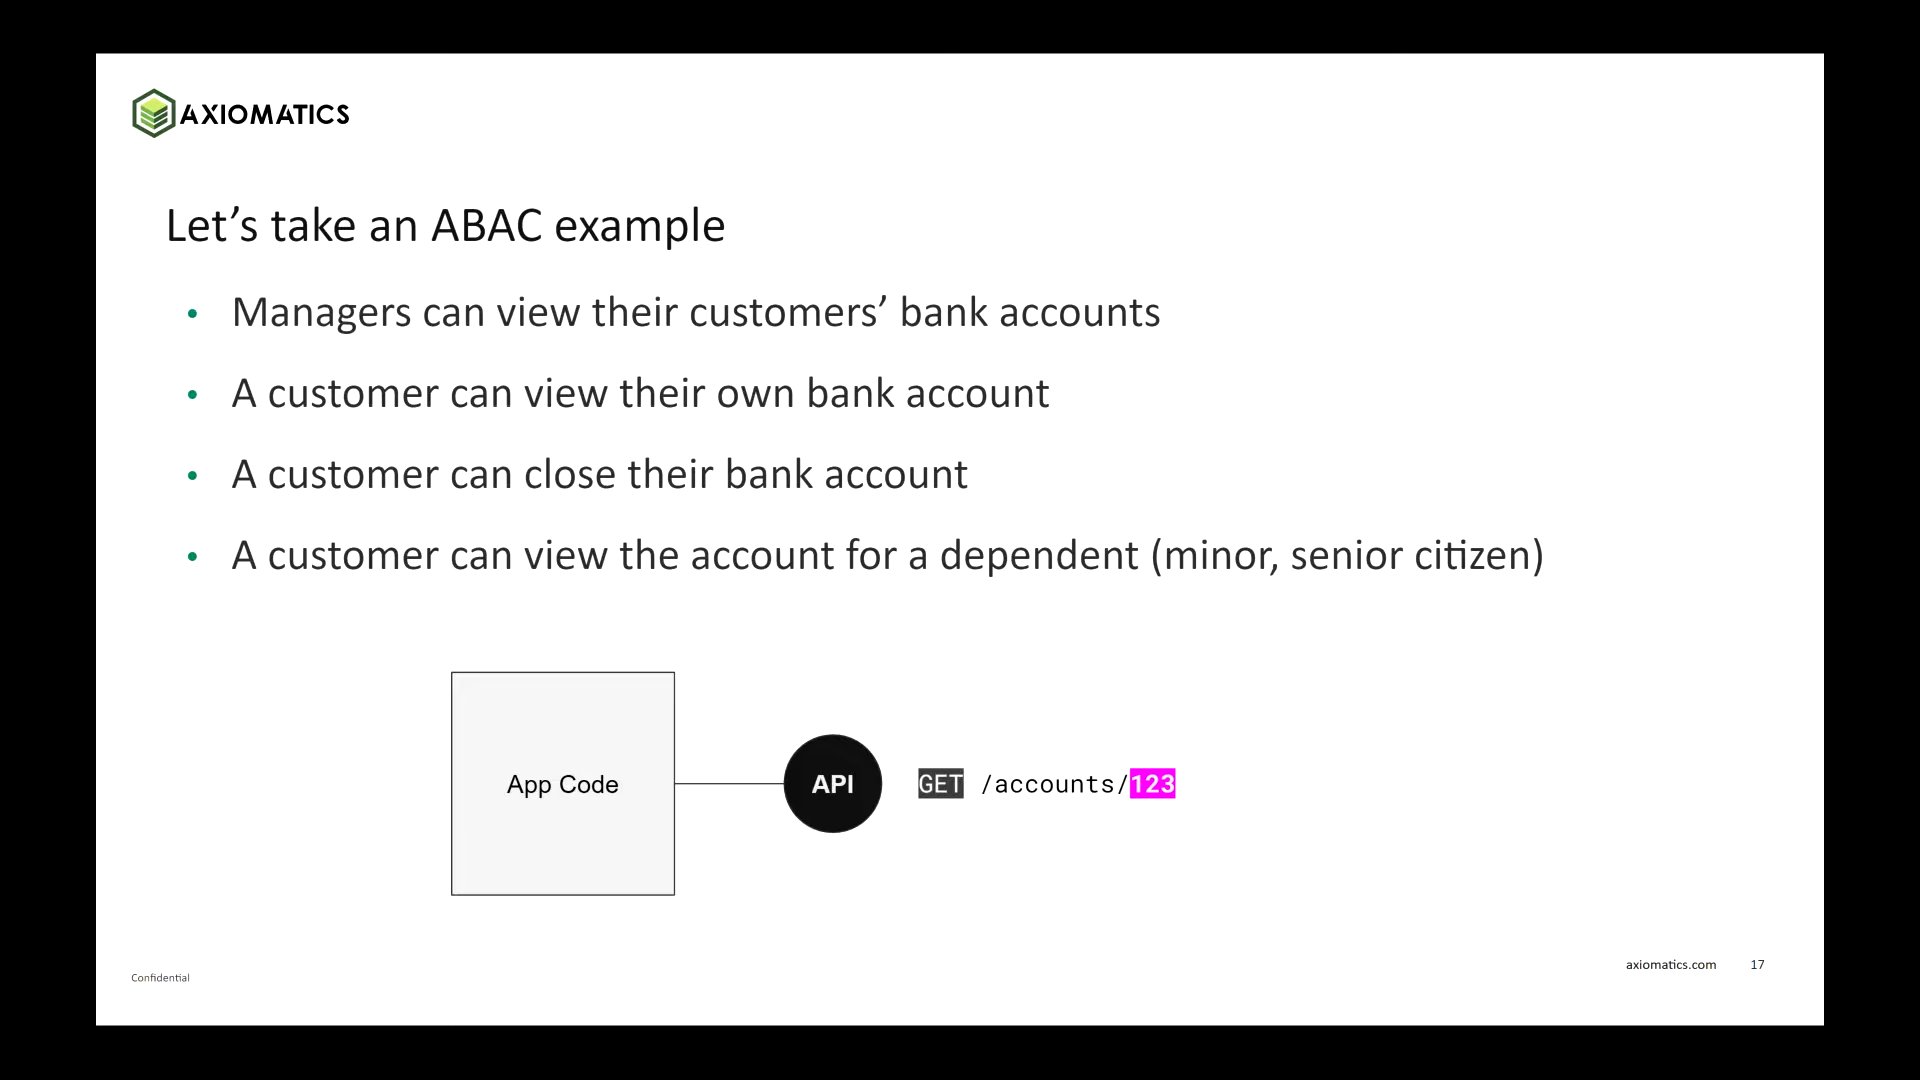 AXIOMATICS
Let’s take an ABAC example
• Managers can view their customers’ bank accounts
• A customer can view their own bank account
• A customer can close their bank account
• A customer can view the account for a dependent (minor, senior citizen)
App Code
API
GET /accounts/123
Confidential
axiomatics.com 17